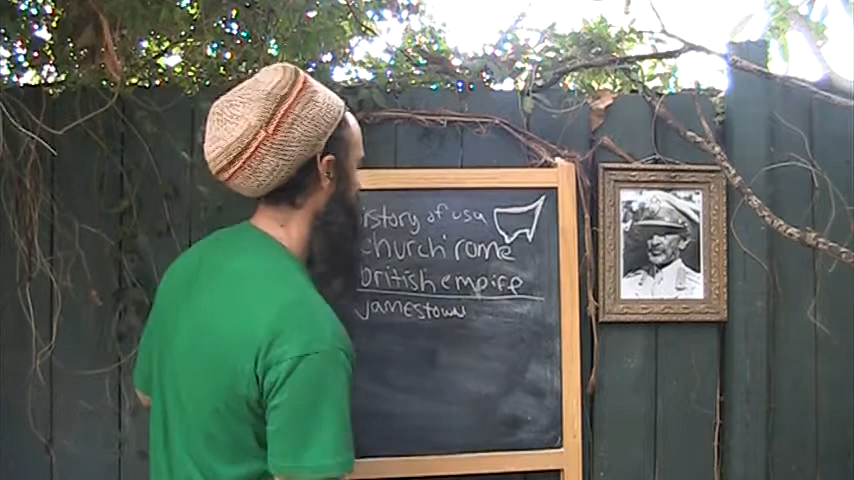 history of usa
church: rome
british empire
jamestown